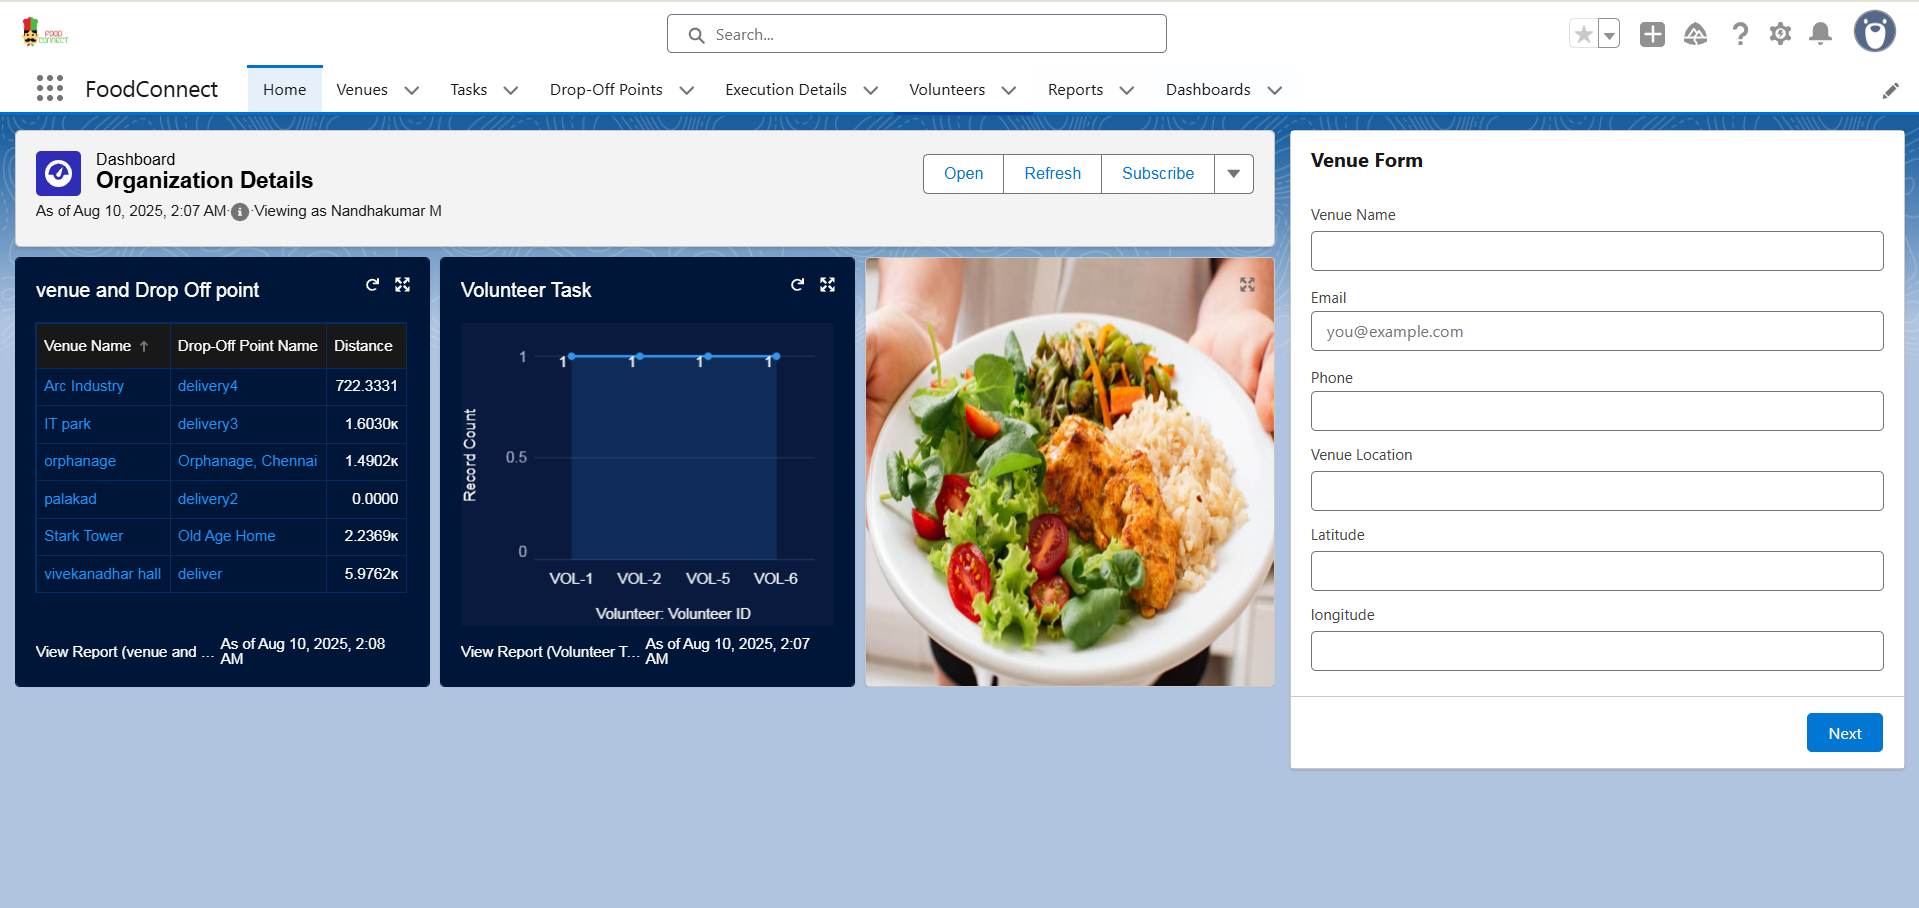 FOOD
CONNECT
Search...
FoodConnect
Home
Venues
Tasks
Drop-Off Points
Execution Details
Volunteers
Reports
Dashboards
Dashboard
Organization Details
As of Aug 10, 2025, 2:07 AM·Viewing as Nandhakumar M
Open
Refresh
Subscribe
venue and Drop Off point
Venue Name ↑ Drop-Off Point Name Distance
Arc Industry delivery4 722.3331
IT park delivery3 1.6030K
orphanage Orphanage, Chennai 1.4902K
palakad delivery2 0.0000
Stark Tower Old Age Home 2.2369K
vivekanadhar hall deliver 5.9762K
View Report (venue and ...
As of Aug 10, 2025, 2:08
AM
Volunteer Task
Record Count
1
0.5
0
1 1 1 1
VOL-1 VOL-2 VOL-5 VOL-6
Volunteer: Volunteer ID
View Report (Volunteer T...
As of Aug 10, 2025, 2:07
AM
Venue Form
Venue Name
Email
you@example.com
Phone
Venue Location
Latitude
longitude
Next